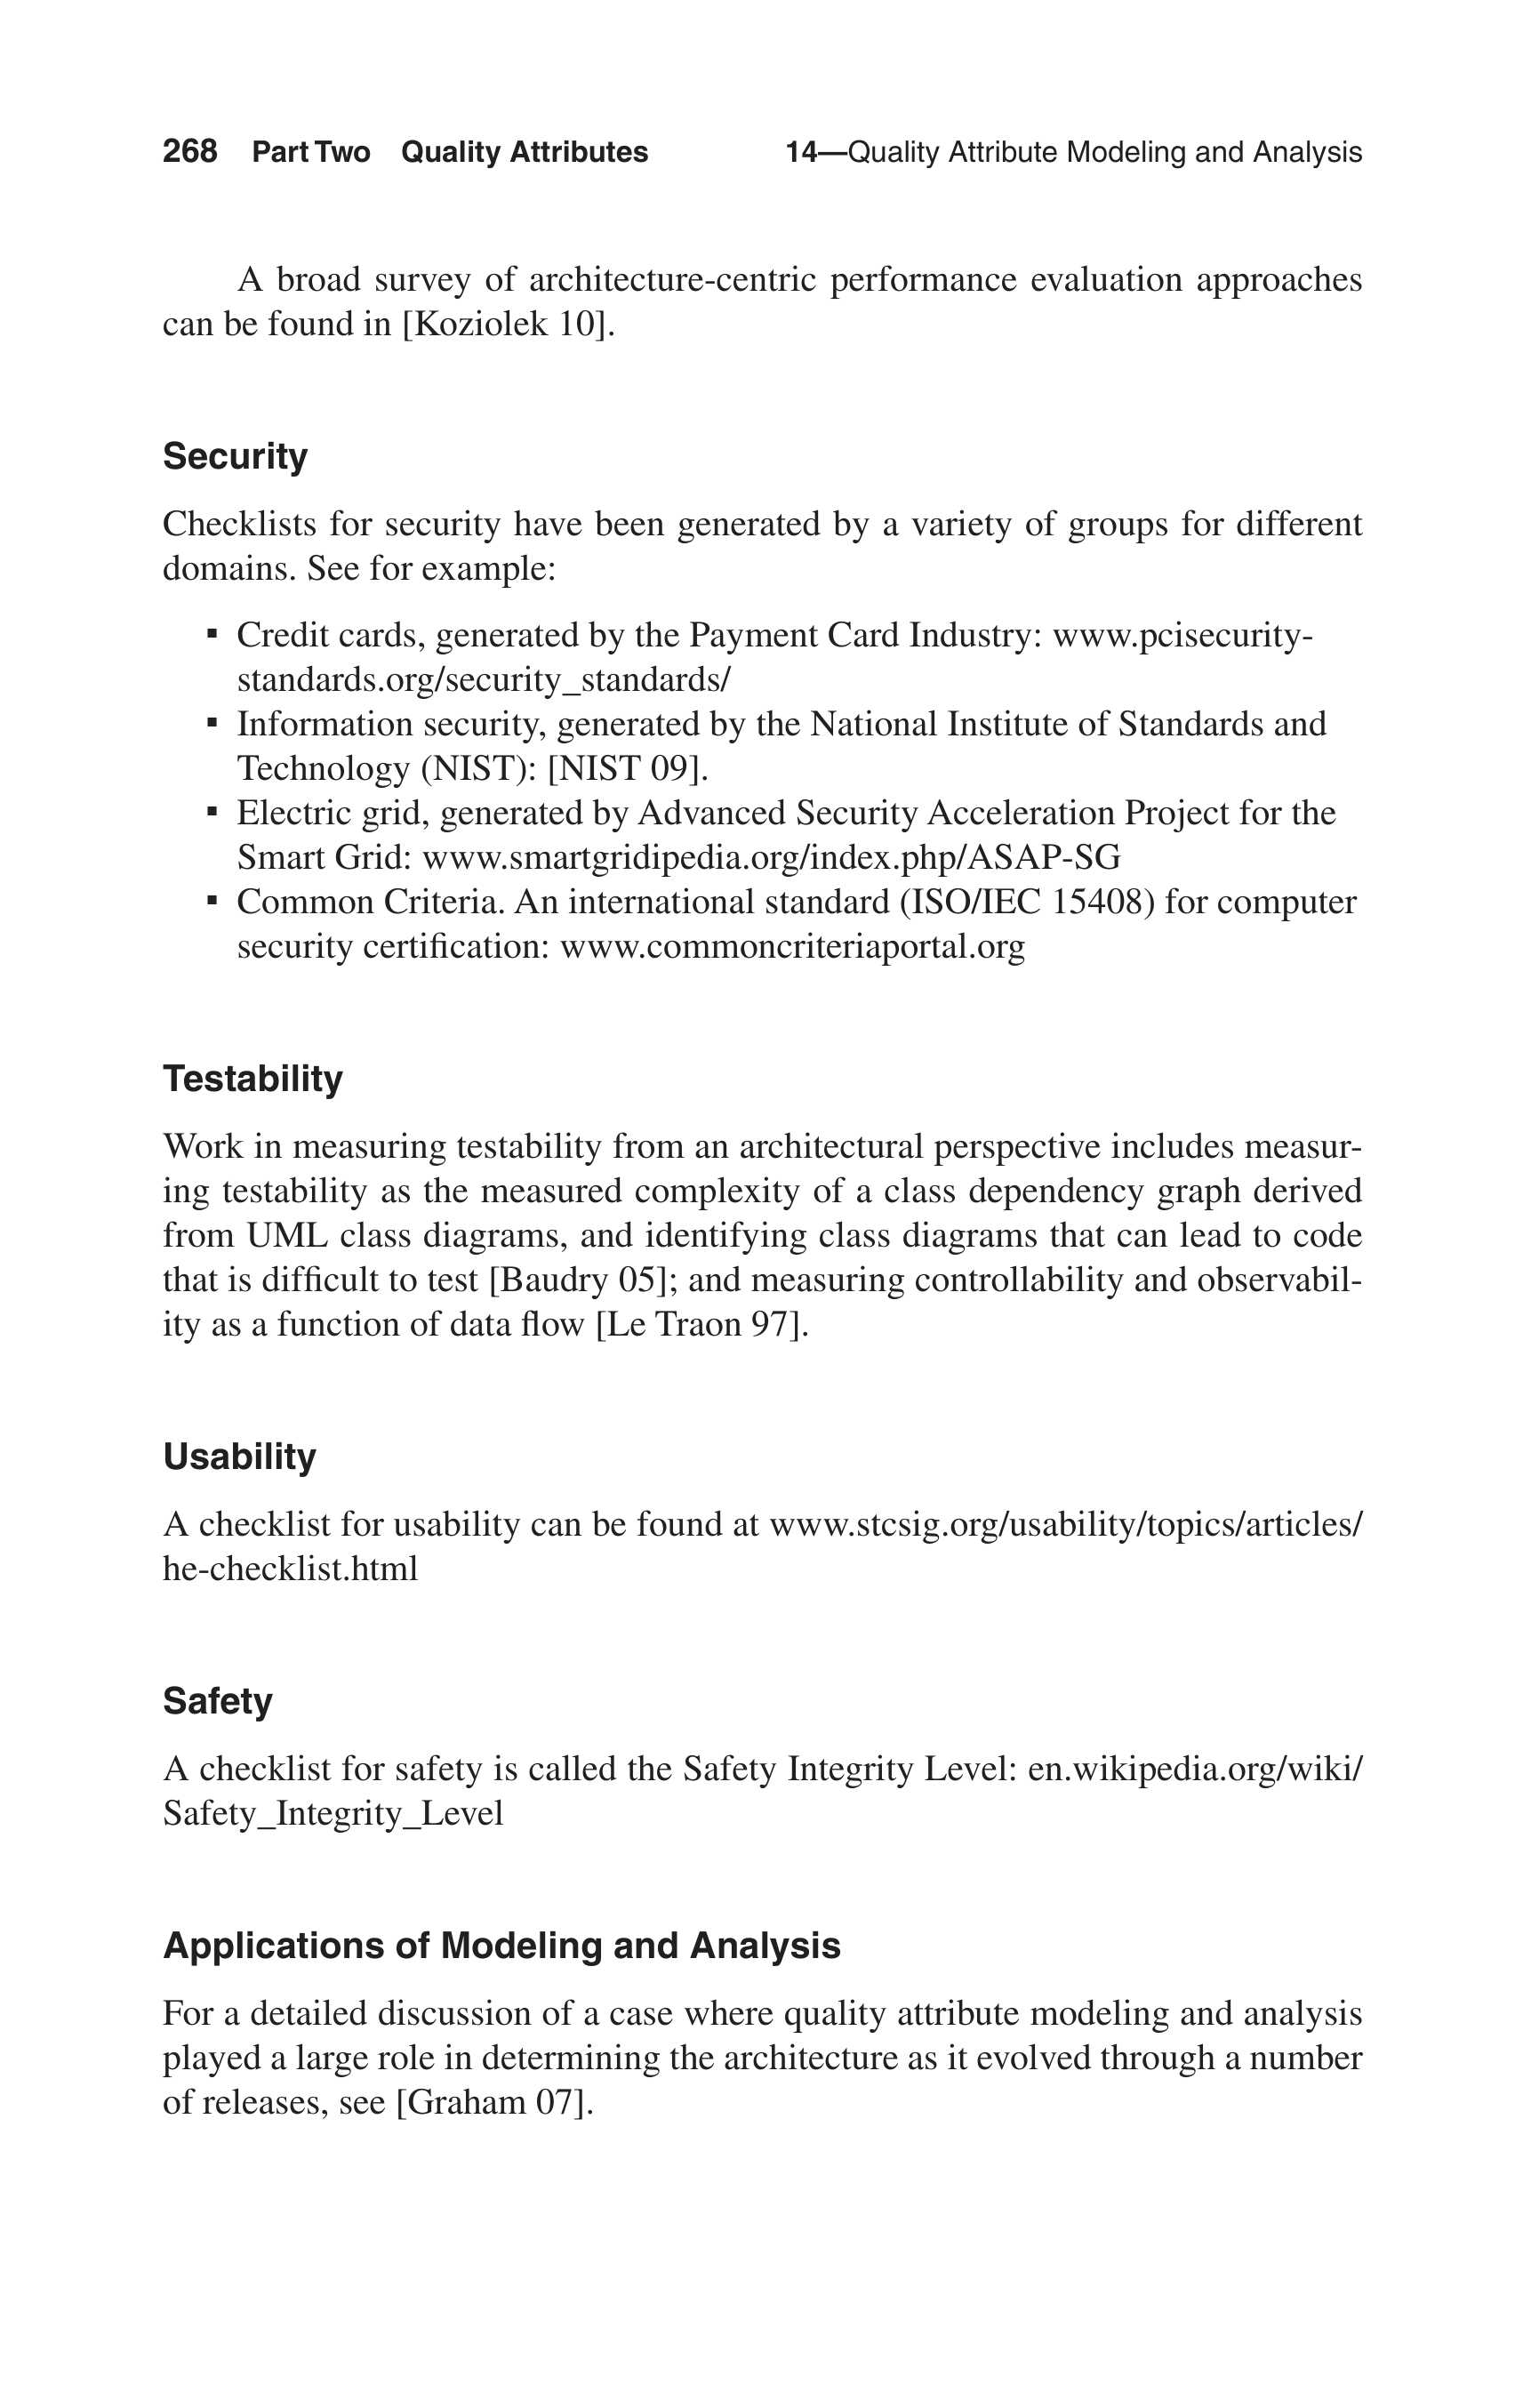 268 Part Two Quality Attributes 14—Quality Attribute Modeling and Analysis
A broad survey of architecture-centric performance evaluation approaches
can be found in [Koziolek 10].
Security
Checklists for security have been generated by a variety of groups for different
domains. See for example:
▪ Credit cards, generated by the Payment Card Industry: www.pcisecurity-
standards.org/security_standards/
▪ Information security, generated by the National Institute of Standards and
Technology (NIST): [NIST 09].
▪ Electric grid, generated by Advanced Security Acceleration Project for the
Smart Grid: www.smartgridipedia.org/index.php/ASAP-SG
▪ Common Criteria. An international standard (ISO/IEC 15408) for computer
security certification: www.commoncriteriaportal.org
Testability
Work in measuring testability from an architectural perspective includes measur-
ing testability as the measured complexity of a class dependency graph derived
from UML class diagrams, and identifying class diagrams that can lead to code
that is difficult to test [Baudry 05]; and measuring controllability and observabil-
ity as a function of data flow [Le Traon 97].
Usability
A checklist for usability can be found at www.stcsig.org/usability/topics/articles/
he-checklist.html
Safety
A checklist for safety is called the Safety Integrity Level: en.wikipedia.org/wiki/
Safety_Integrity_Level
Applications of Modeling and Analysis
For a detailed discussion of a case where quality attribute modeling and analysis
played a large role in determining the architecture as it evolved through a number
of releases, see [Graham 07].